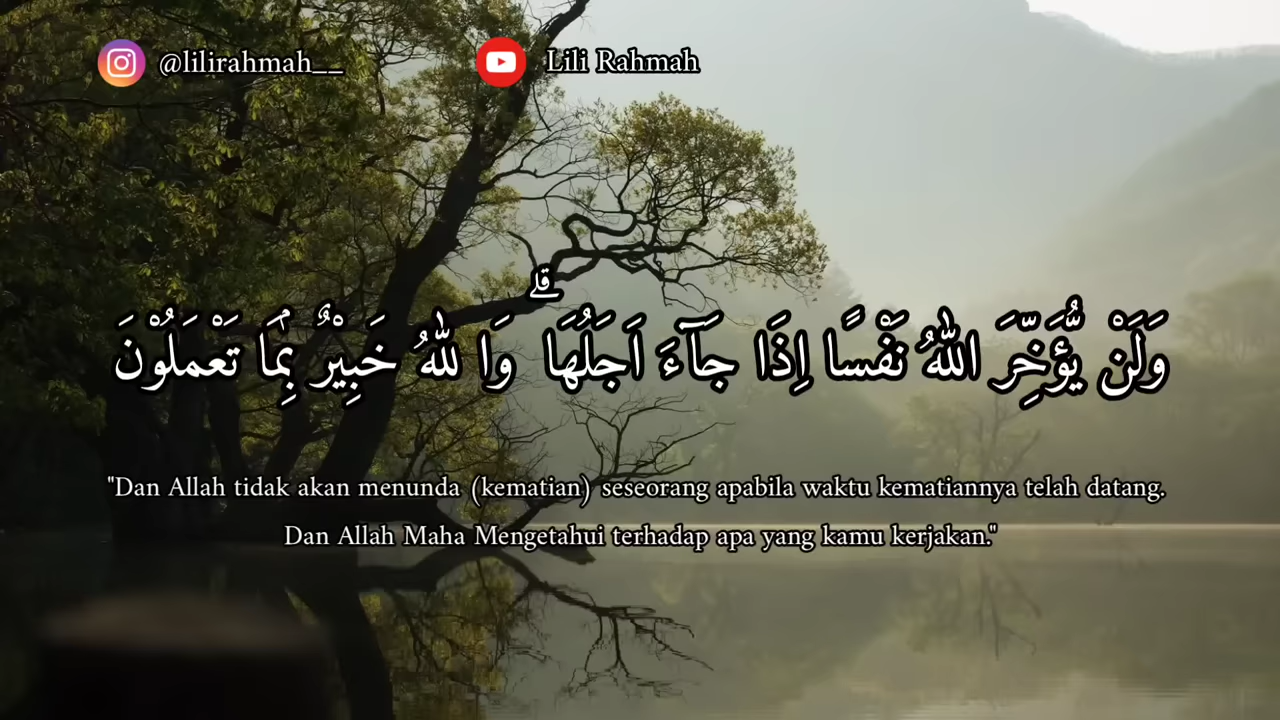 @lilirahmah__
Lili Rahmah
وَلَنْ يُّؤَخِّرَ اللّٰهُ نَفْسًا اِذَا جَآءَ اَجَلُهَا ۗ وَا للّٰهُ خَبِيْرٌ بِۢمَا تَعْمَلُوْنَ
"Dan Allah tidak akan menunda (kematian) seseorang apabila waktu kematiannya telah datang.
Dan Allah Maha Mengetahui terhadap apa yang kamu kerjakan."